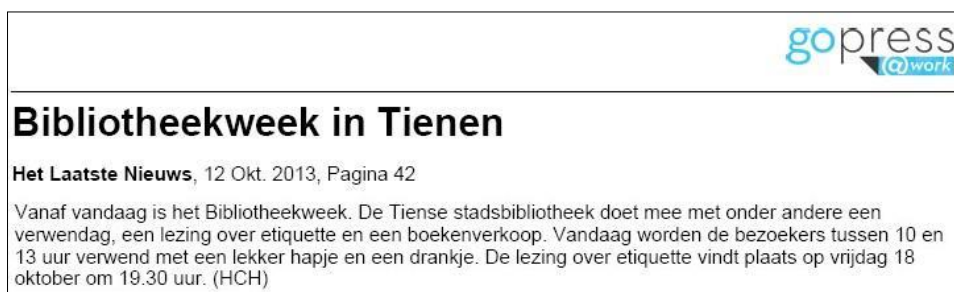 gopress
@work
Bibliotheekweek in Tienen
Het Laatste Nieuws, 12 Okt. 2013, Pagina 42
Vanaf vandaag is het Bibliotheekweek. De Tiense stadsbibliotheek doet mee met onder andere een
verwendag, een lezing over etiquette en een boekenverkoop. Vandaag worden de bezoekers tussen 10 en
13 uur verwend met een lekker hapje en een drankje. De lezing over etiquette vindt plaats op vrijdag 18
oktober om 19.30 uur. (HCH)